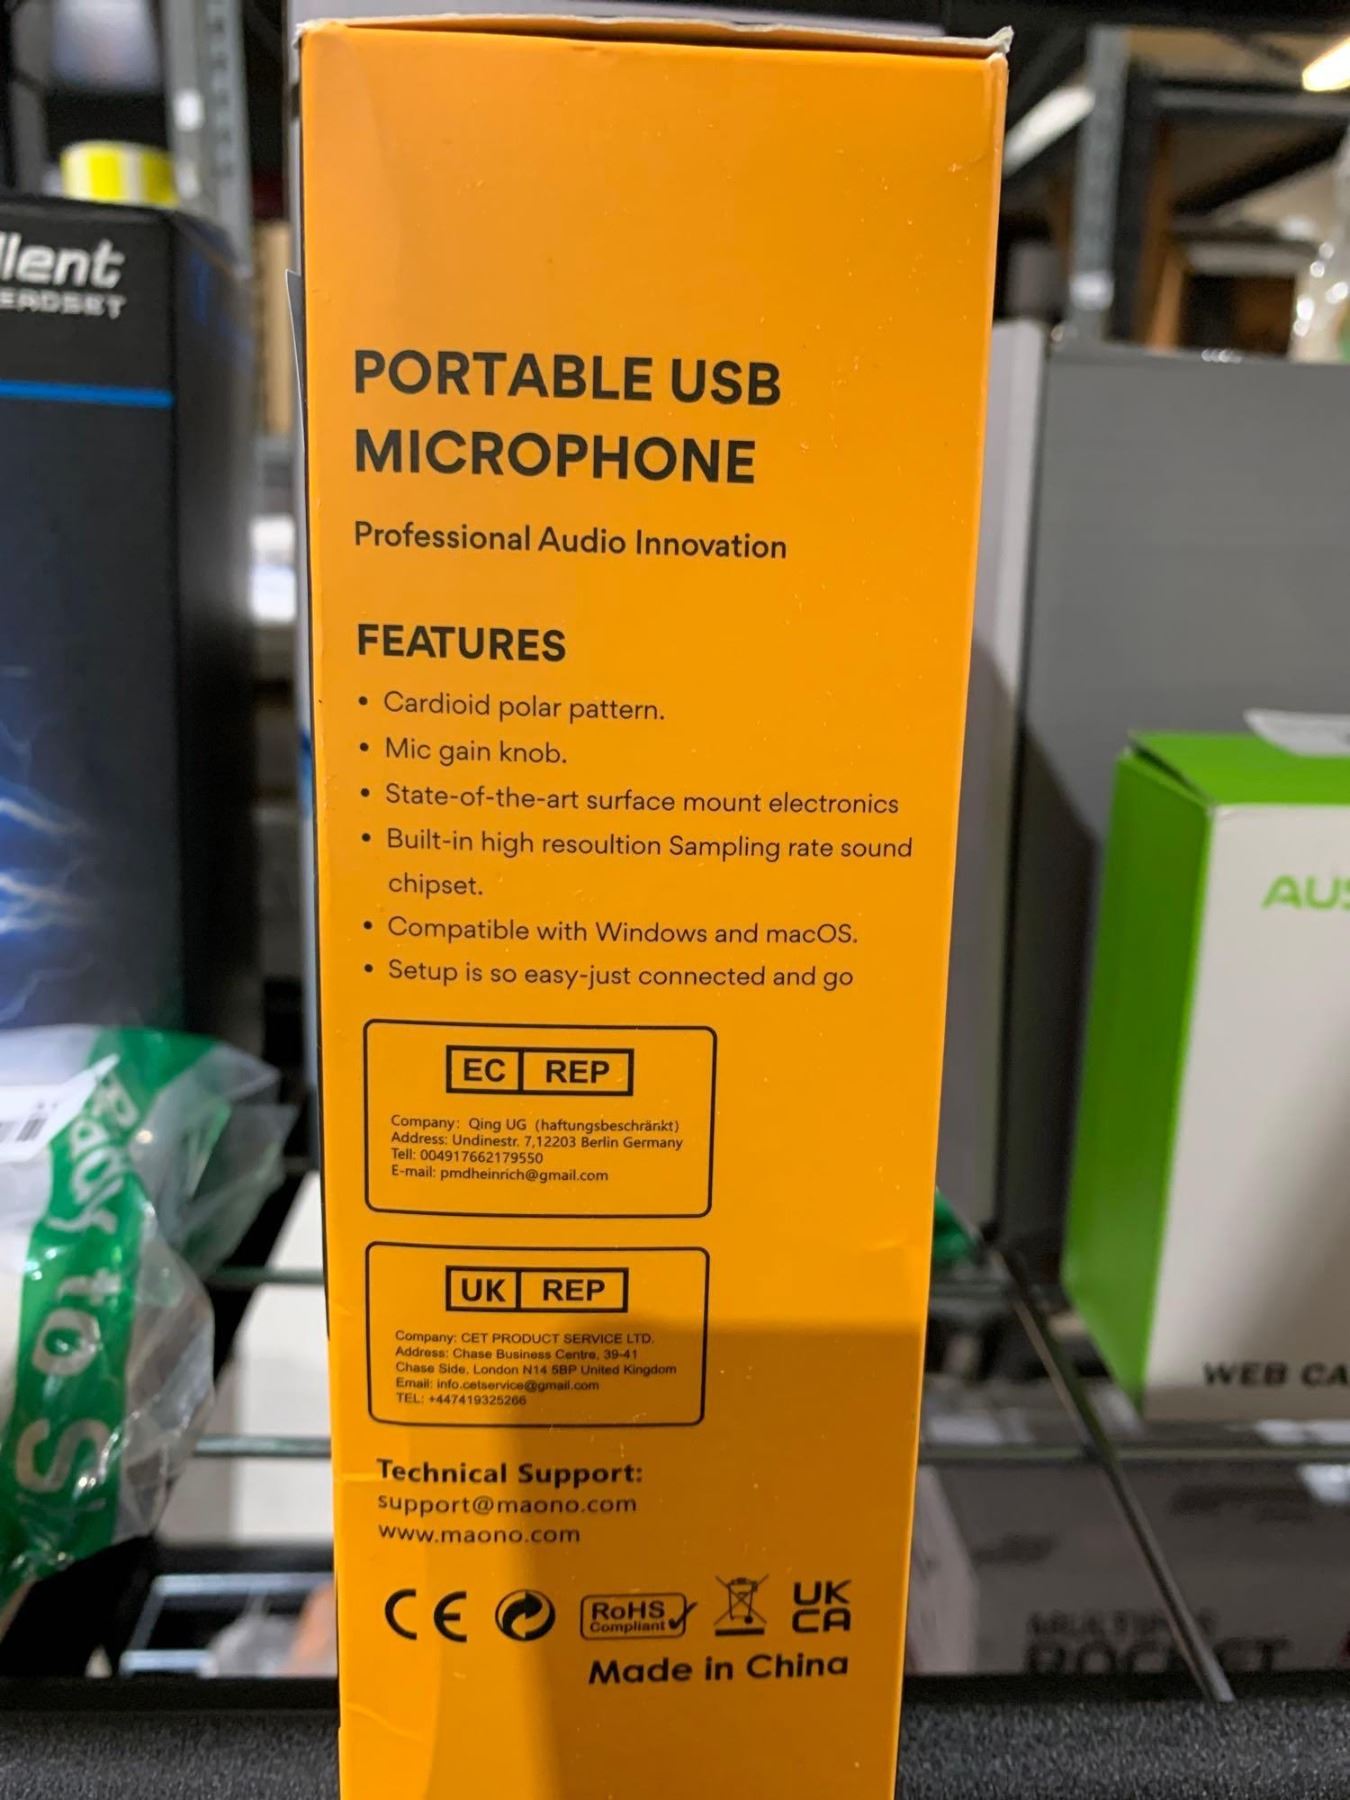 PORTABLE USB
MICROPHONE
Professional Audio Innovation
FEATURES
• Cardioid polar pattern.
• Mic gain knob.
• State-of-the-art surface mount electronics
• Built-in high resoultion Sampling rate sound
chipset.
• Compatible with Windows and macOS.
• Setup is so easy-just connected and go
EC REP
Company: Qing UG (haftungsbeschränkt)
Address: Undinestr. 7,12203 Berlin Germany
Tell: 004917662179550
E-mail: pmdheinrich@gmail.com
UK REP
Company: CET PRODUCT SERVICE LTD.
Address: Chase Business Centre, 39-41
Chase Side, London N14 5BP United Kingdom
Email: info.cetservice@gmail.com
TEL: +447419325266
Technical Support:
support@maono.com
www.maono.com
CE
RoHS
Compliant
UK
CA
Made in China
llent
EADSET
AUS
WEB CA
ROCKET